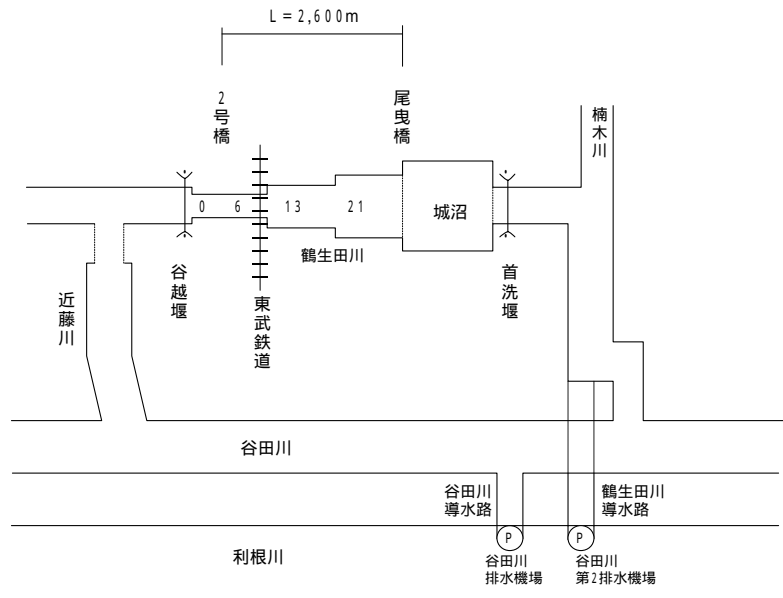 L=2,600m
2号橋
尾曳橋
楠木川
0 6 13 21
城沼
鶴生田川
谷越堰
首洗堰
近藤川
東武鉄道
谷田川
谷田川
導水路
鶴生田川
導水路
P
P
利根川
谷田川
排水機場
谷田川
第2排水機場